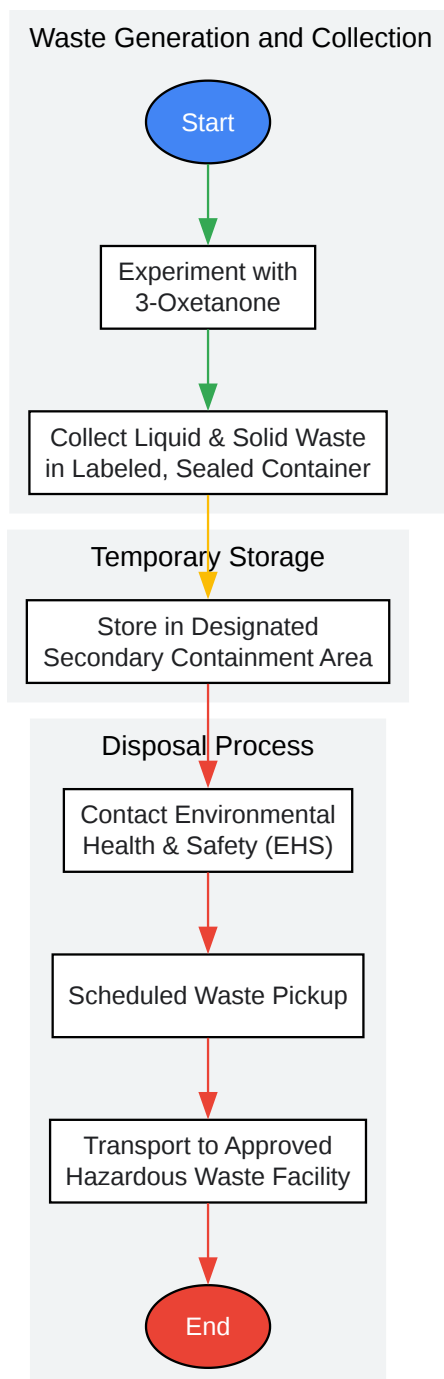 Waste Generation and Collection
Start
Experiment with
3-Oxetanone
Collect Liquid & Solid Waste
in Labeled, Sealed Container
Temporary Storage
Store in Designated
Secondary Containment Area
Disposal Process
Contact Environmental
Health & Safety (EHS)
Scheduled Waste Pickup
Transport to Approved
Hazardous Waste Facility
End